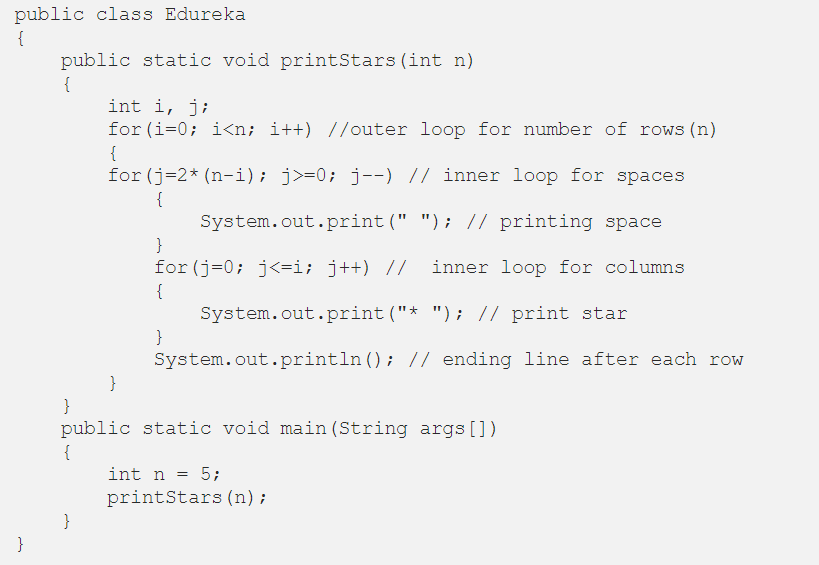 public class Edureka
{
    public static void printStars(int n)
    {
        int i, j;
        for(i=0; i<n; i++) //outer loop for number of rows(n)
        {
        for(j=2*(n-i); j>=0; j--) // inner loop for spaces
            {
                System.out.print(" "); // printing space
            }
            for(j=0; j<=i; j++) //  inner loop for columns
            {
                System.out.print("* "); // print star
            }
            System.out.println(); // ending line after each row
        }
    }
    public static void main(String args[])
    {
        int n = 5;
        printStars(n);
    }
}